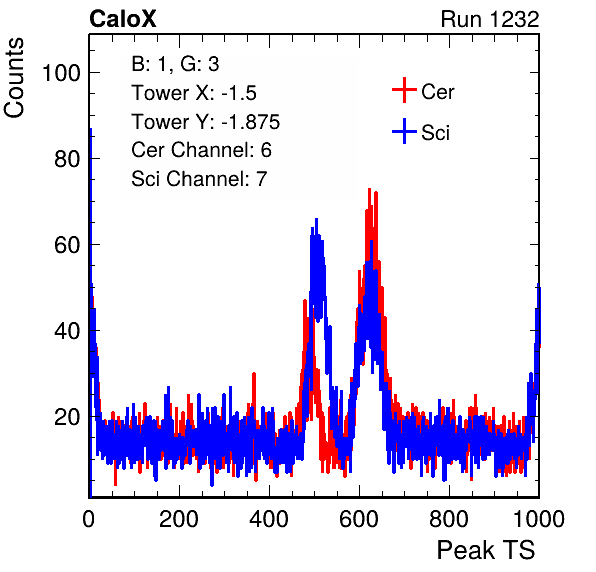 CaloX Run 1232
Counts
B: 1, G: 3
Tower X: -1.5
Tower Y: -1.875
Cer Channel: 6
Sci Channel: 7
Cer
Sci
100
80
60
40
20
0 200 400 600 800 1000
Peak TS